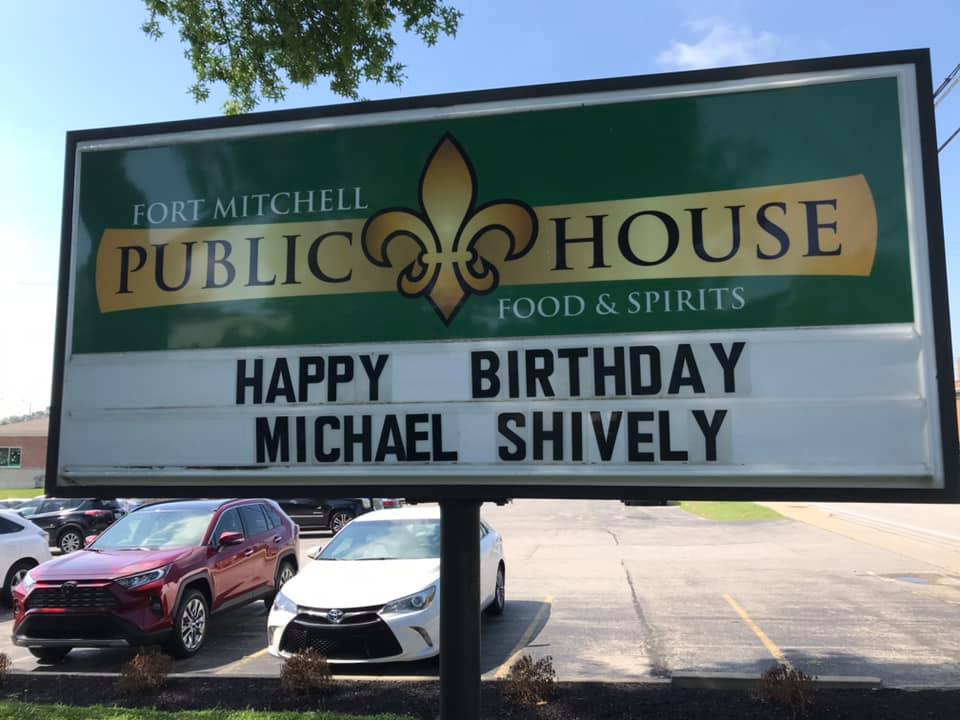 FORT MITCHELL
PUBLIC HOUSE
FOOD & SPIRITS
HAPPY BIRTHDAY
MICHAEL SHIVELY